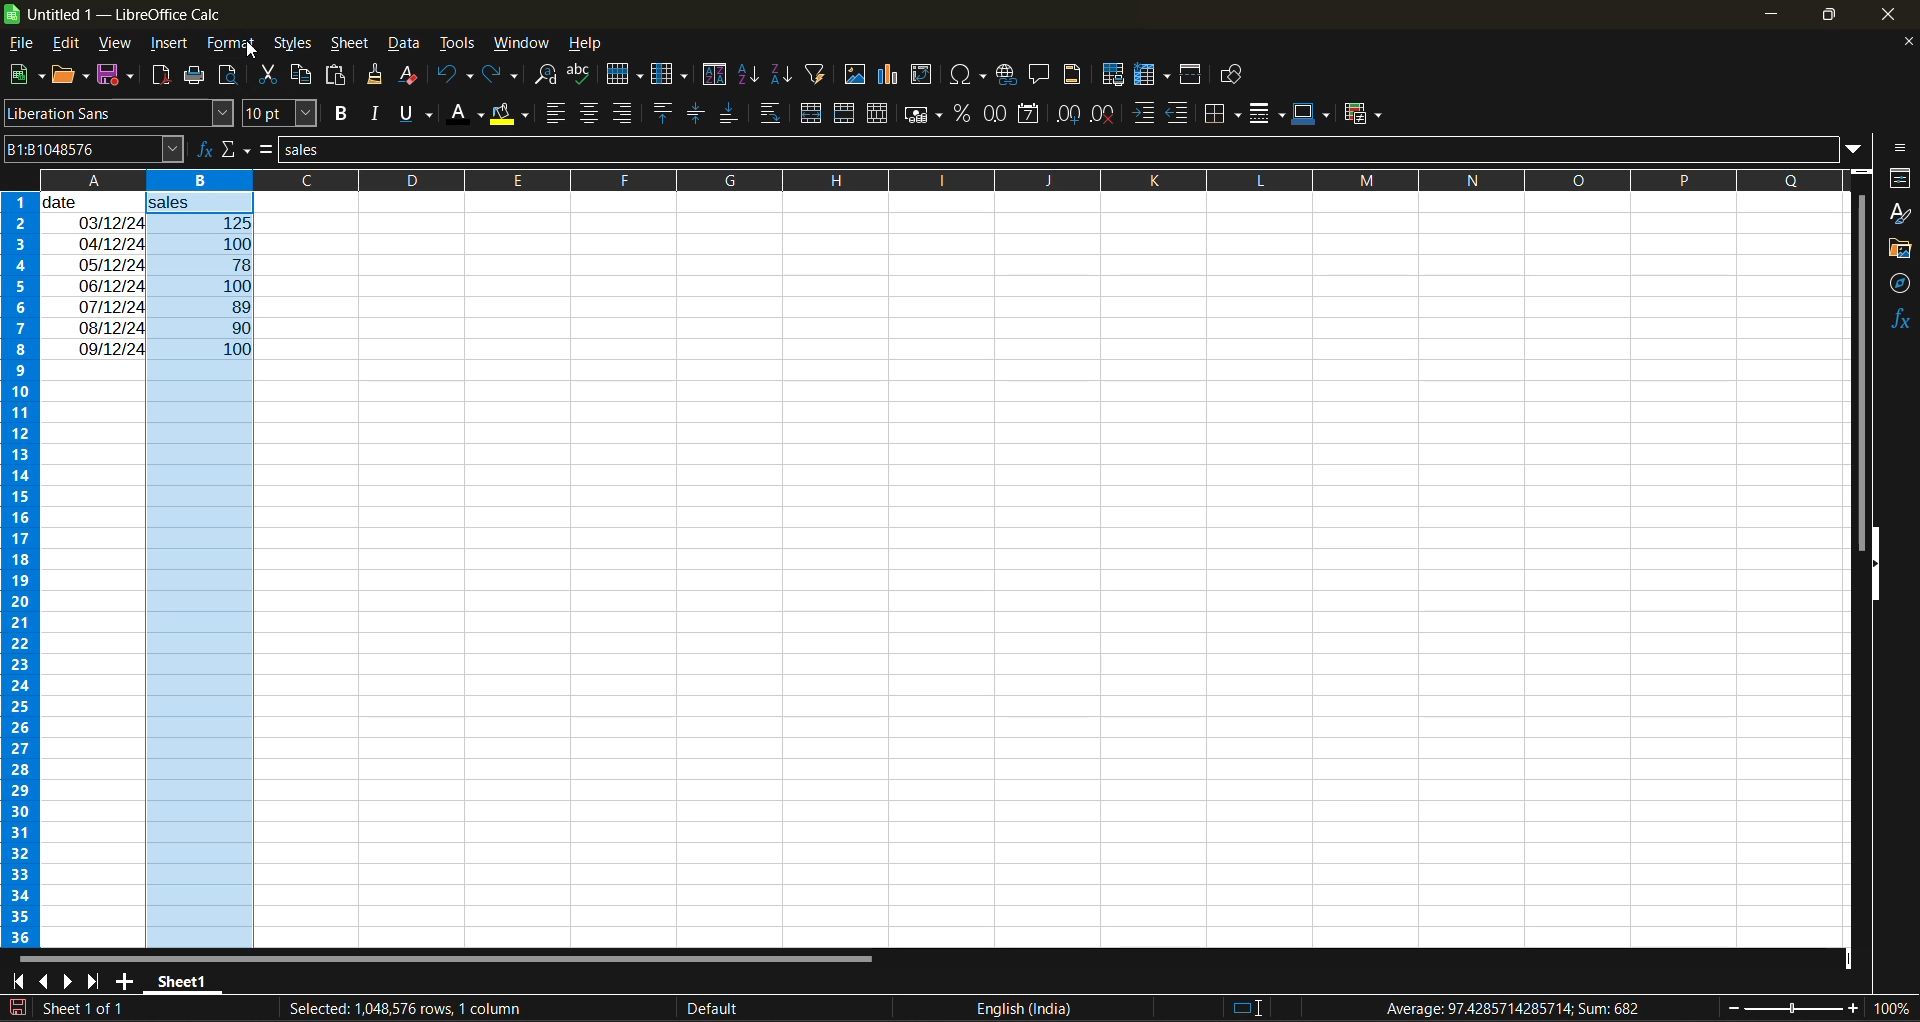 Untitled 1 — LibreOffice Calc
File Edit View Insert Format Styles Sheet Data Tools Window Help
Liberation Sans 10 pt
B1:B1048576 sales
A B C D E F G H I J K L M N O P Q
1 date sales
2 03/12/24 125
3 04/12/24 100
4 05/12/24 78
5 06/12/24 100
6 07/12/24 89
7 08/12/24 90
8 09/12/24 100
9
10
11
12
13
14
15
16
17
18
19
20
21
22
23
24
25
26
27
28
29
30
31
32
33
34
35
36
Sheet1
Sheet 1 of 1 Selected: 1,048,576 rows, 1 column Default English (India) Average: 97.4285714285714; Sum: 682 100%